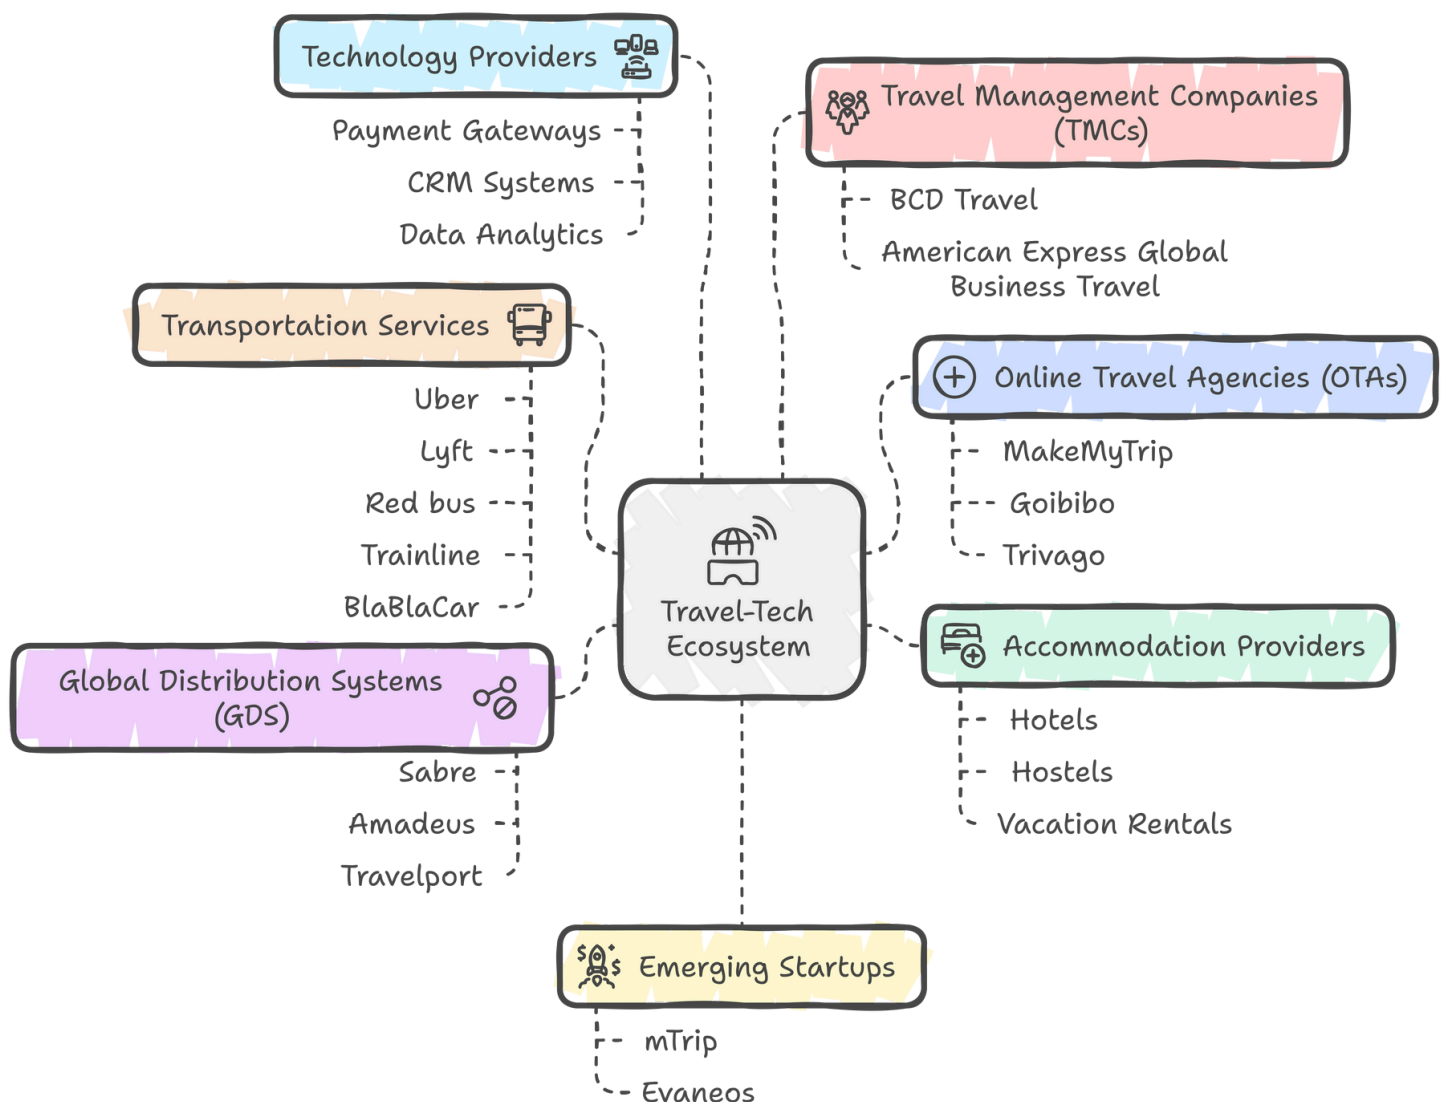 Technology Providers
Payment Gateways
CRM Systems
Data Analytics
Travel Management Companies
(TMCs)
BCD Travel
American Express Global
Business Travel
Transportation Services
Uber
Lyft
Red bus
Trainline
BlaBlaCar
Online Travel Agencies (OTAs)
MakeMyTrip
Goibibo
Trivago
Travel-Tech
Ecosystem
Global Distribution Systems
(GDS)
Sabre
Amadeus
Travelport
Accommodation Providers
Hotels
Hostels
Vacation Rentals
Emerging Startups
mTrip
Evaneos